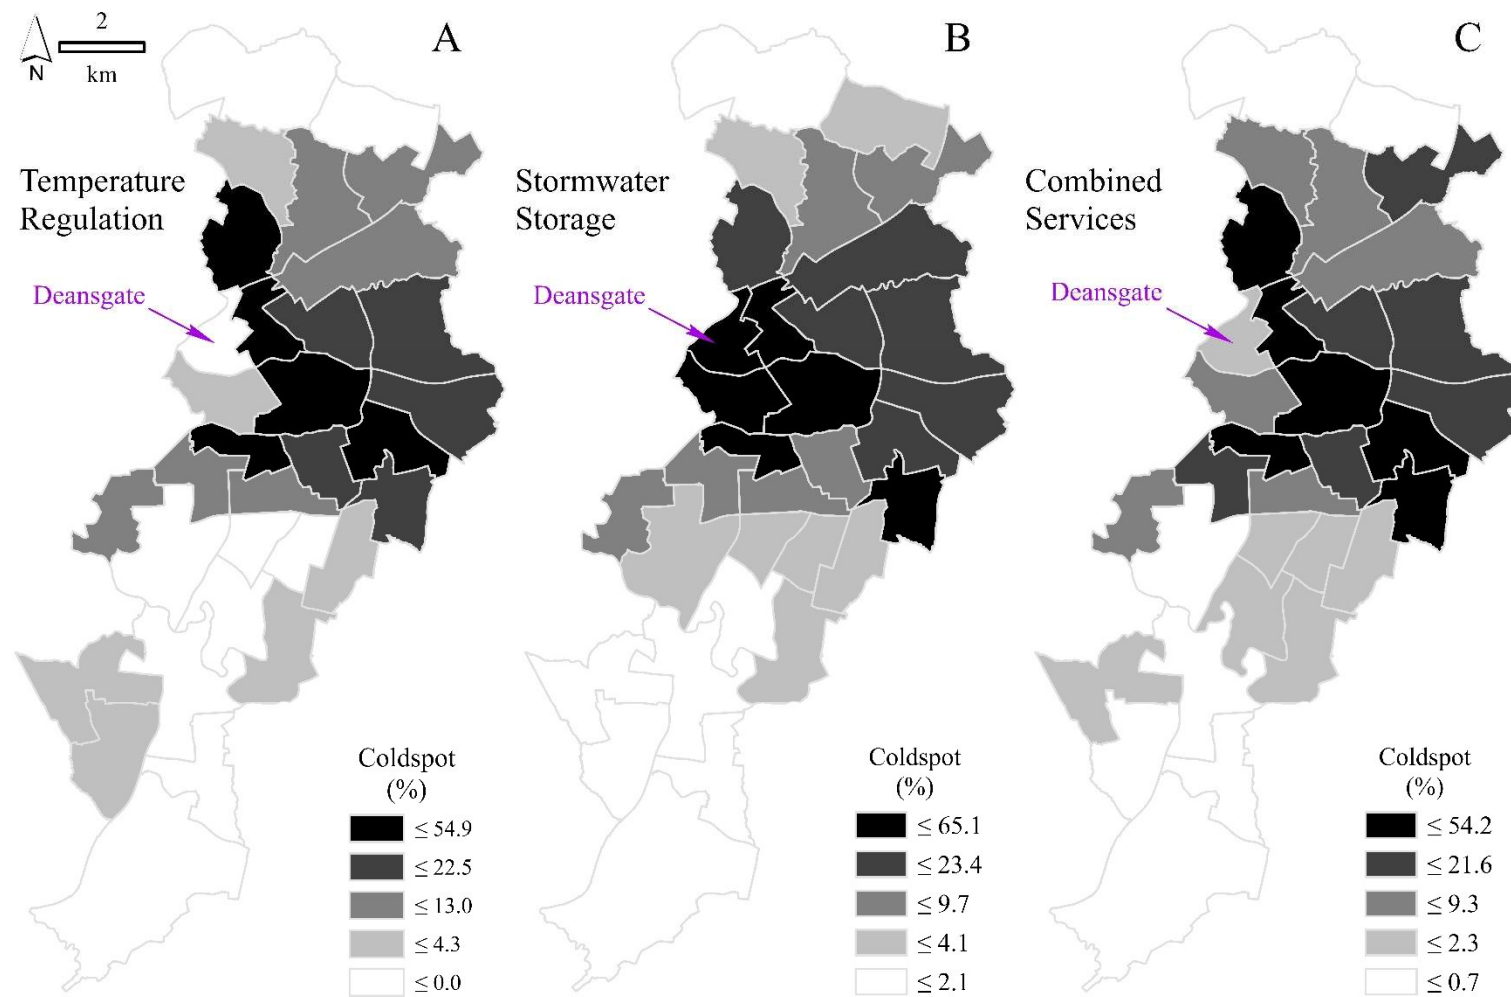 2
km
N
A
Temperature
Regulation
Deansgate
Coldspot
(%)
≤ 54.9
≤ 22.5
≤ 13.0
≤ 4.3
≤ 0.0
B
Stormwater
Storage
Deansgate
Coldspot
(%)
≤ 65.1
≤ 23.4
≤ 9.7
≤ 4.1
≤ 2.1
C
Combined
Services
Deansgate
Coldspot
(%)
≤ 54.2
≤ 21.6
≤ 9.3
≤ 2.3
≤ 0.7